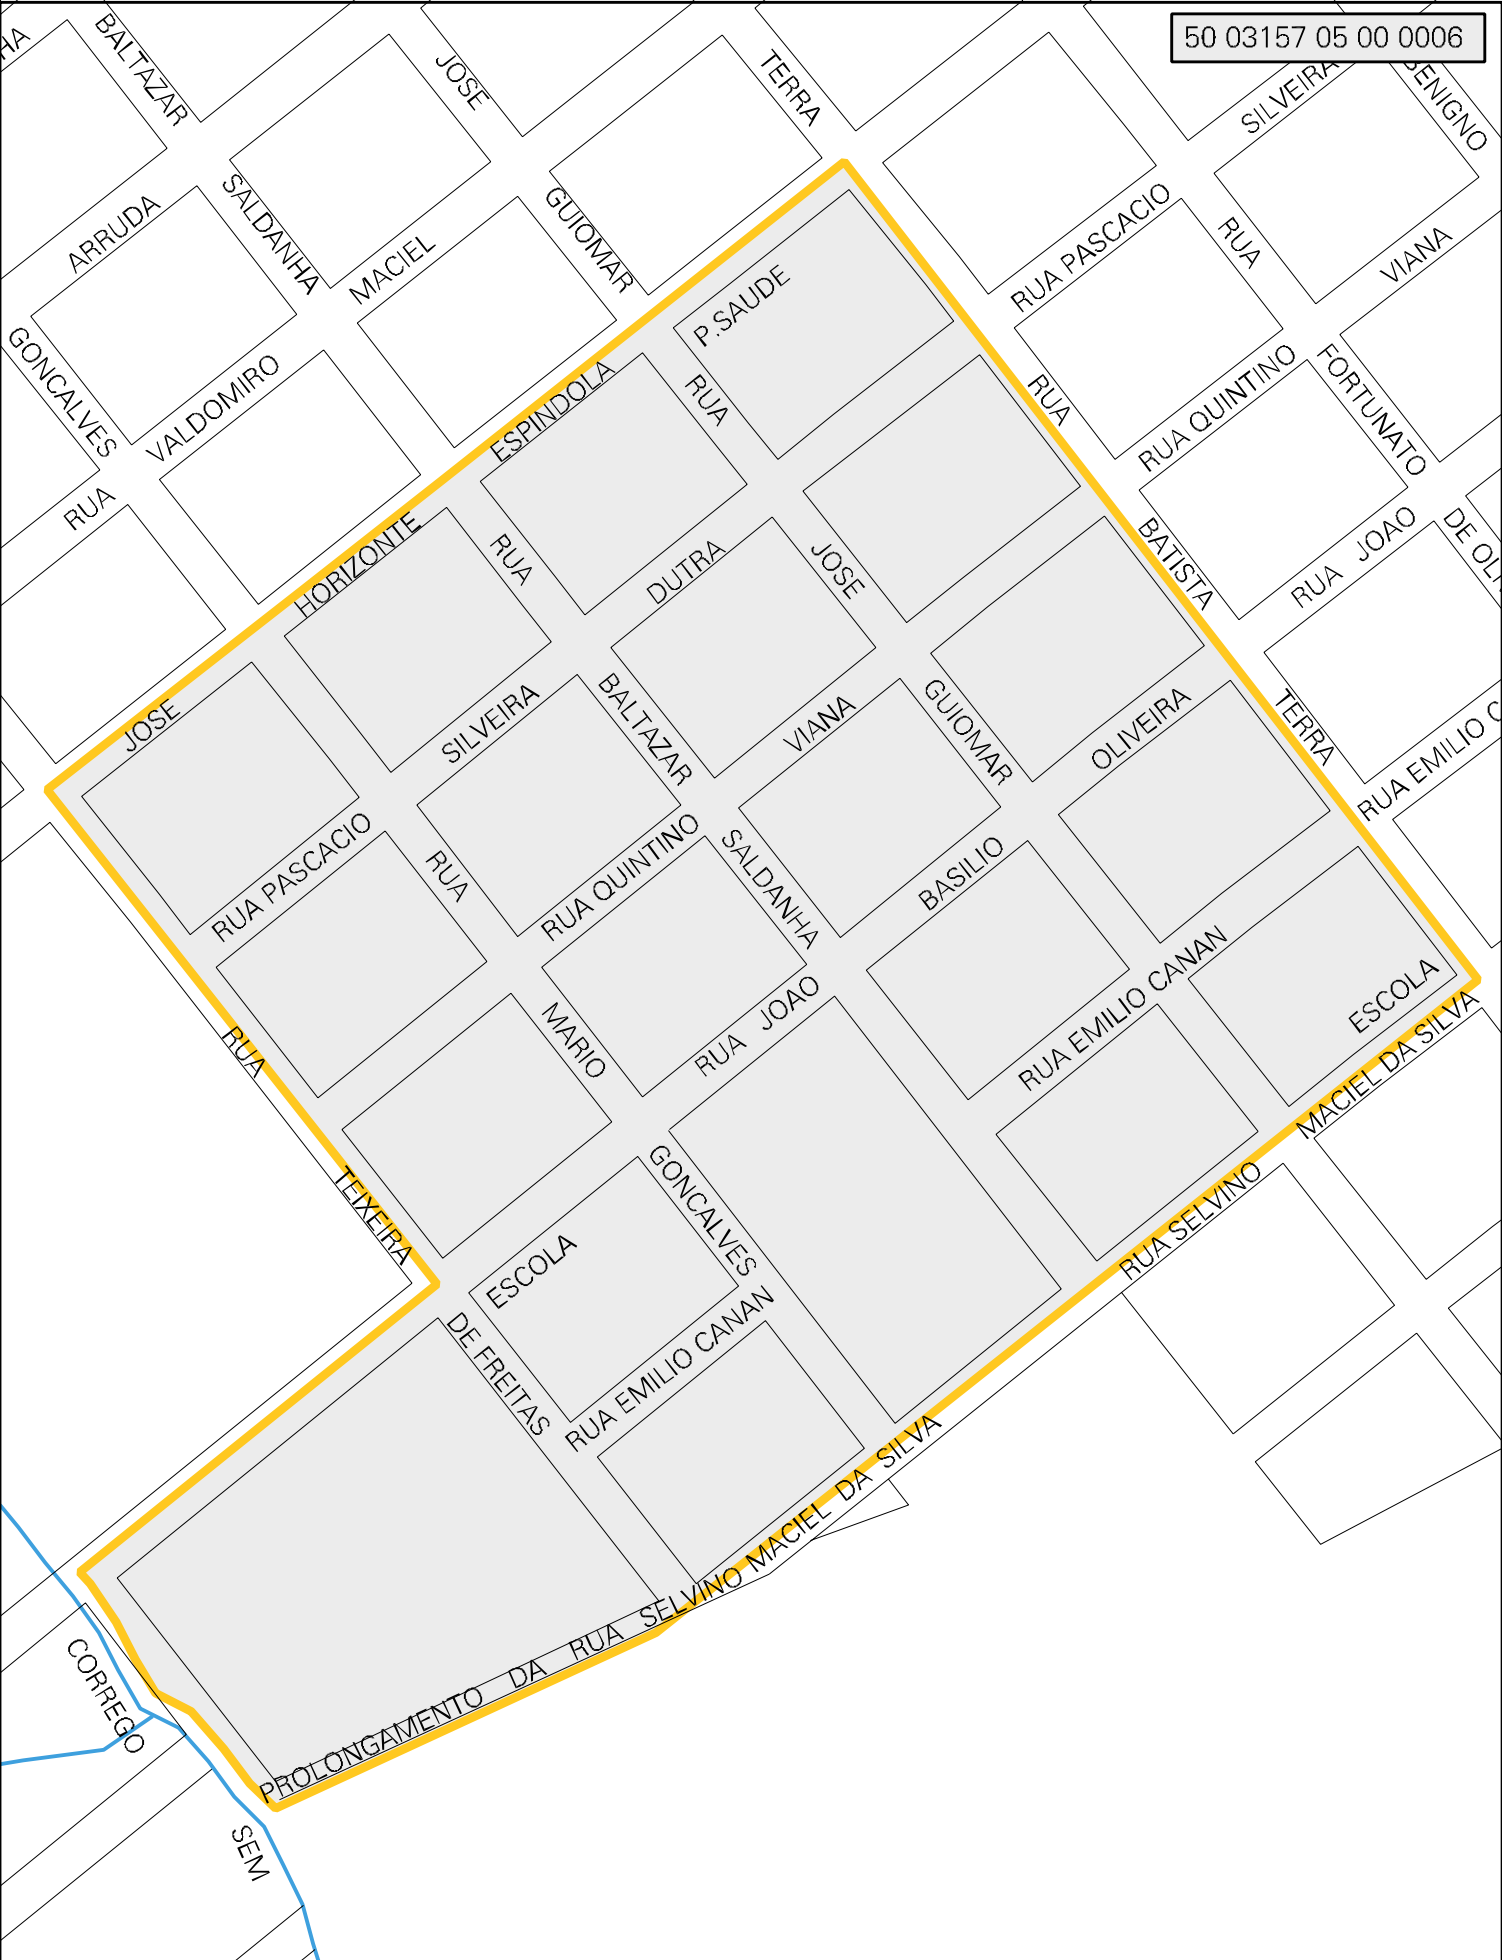 50 03157 05 00 0006
HA
BALTAZAR
JOSE
TERRA
SILVEIRA
BENIGNO
ARRUDA
SALDANHA
MACIEL
GUIOMAR
RUA PASCACIO
RUA
VIANA
GONCALVES
VALDOMIRO
P.SAUDE
RUA
ESPINDOLA
RUA
RUA
RUA QUINTINO
FORTUNATO
HORIZONTE
RUA
DUTRA
JOSE
BATISTA
RUA JOAO
DE OLI
JOSE
SILVEIRA
BALTAZAR
VIANA
GUIOMAR
OLIVEIRA
TERRA
RUA EMILIO C
RUA PASCACIO
RUA
RUA QUINTINO
SALDANHA
BASILIO
RUA
MARIO
RUA JOAO
RUA EMILIO CANAN
ESCOLA
MACIEL DA SILVA
TEIXEIRA
GONCALVES
RUA SELVINO
ESCOLA
DE FREITAS
RUA EMILIO CANAN
PROLONGAMENTO DA RUA SELVINO MACIEL DA SILVA
CORREGO
SEM